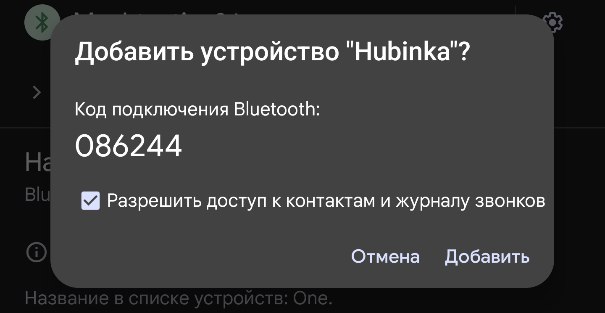 Добавить устройство "Hubinka"?
Код подключения Bluetooth:
086244
Разрешить доступ к контактам и журналу звонков
Отмена Добавить
Название в списке устройств: One.